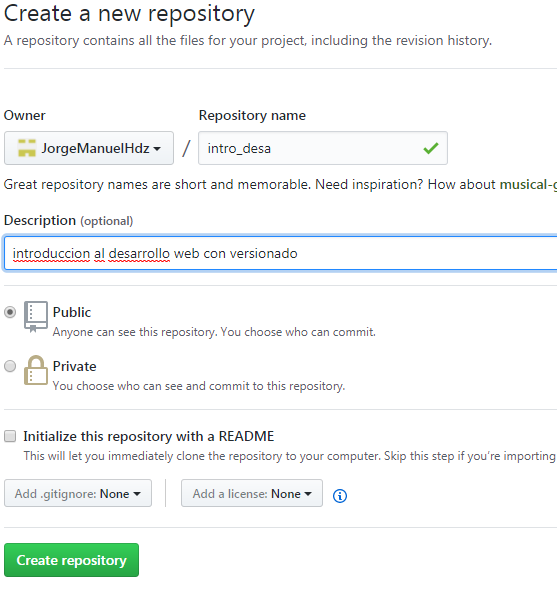 Create a new repository
A repository contains all the files for your project, including the revision history.
Owner Repository name
JorgeManuelHdz / intro_desa
Great repository names are short and memorable. Need inspiration? How about musical-
Description (optional)
introduccion al desarrollo web con versionado
Public
Anyone can see this repository. You choose who can commit.
Private
You choose who can see and commit to this repository.
Initialize this repository with a README
This will let you immediately clone the repository to your computer. Skip this step if you're importing
Add .gitignore: None Add a license: None
Create repository